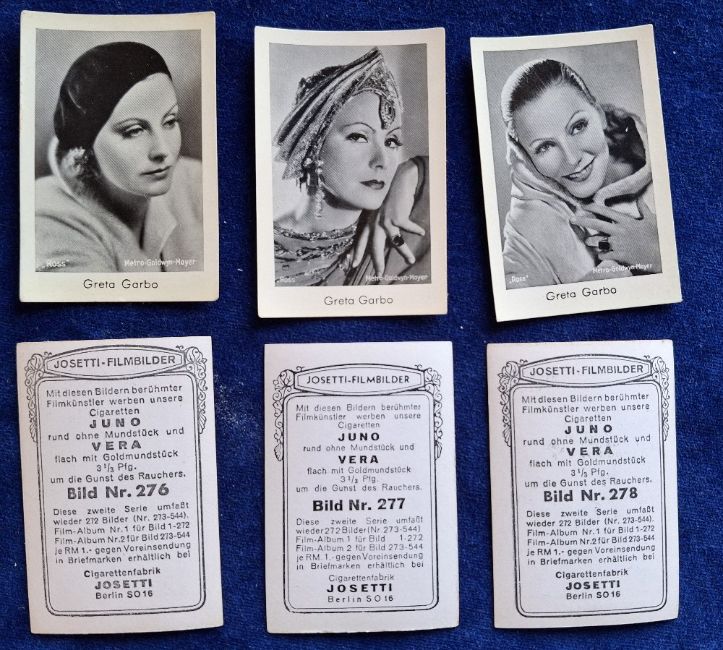 „Ross" Metro-Goldwyn-Mayer
Greta Garbo
„Ross" Metro-Goldwyn-Mayer
Greta Garbo
„Ross" Metro-Goldwyn-Mayer
Greta Garbo
JOSETTI-FILMBILDER
Mit diesen Bildern berühmter
Filmkünstler werben unsere
Cigaretten
JUNO
rund ohne Mundstück und
VERA
flach mit Goldmundstück
3⅓ Pfg.
um die Gunst des Rauchers.
Bild Nr. 276
Diese zweite Serie umfaßt
wieder 272 Bilder (Nr. 273-544).
Film-Album Nr. 1 für Bild 1-272
Film-Album Nr. 2 für Bild 273-544
je RM 1.- gegen Voreinsendung
in Briefmarken erhältlich bei
Cigarettenfabrik
JOSETTI
Berlin SO 16
JOSETTI-FILMBILDER
Mit diesen Bildern berühmter
Filmkünstler werben unsere
Cigaretten
JUNO
rund ohne Mundstück und
VERA
flach mit Goldmundstück
3⅓ Pfg.
um die Gunst des Rauchers.
Bild Nr. 277
Diese zweite Serie umfaßt
wieder 272 Bilder (Nr. 273-544)
Film-Album 1 für Bild 1-272
Film-Album 2 für Bild 273-544
je RM 1.- gegen Voreinsendung
in Briefmarken erhältlich bei
Cigarettenfabrik
JOSETTI
Berlin SO 16
JOSETTI-FILMBILDER
Mit diesen Bildern berühmter
Filmkünstler werben unsere
Cigaretten
JUNO
rund ohne Mundstück und
VERA
flach mit Goldmundstück
3⅓ Pfg.
um die Gunst des Rauchers.
Bild Nr. 278
Diese zweite Serie umfaßt
wieder 272 Bilder (Nr. 273-544).
Film-Album Nr. 1 für Bild 1-272
Film-Album Nr. 2 für Bild 273-544
je RM 1.- gegen Voreinsendung
in Briefmarken erhältlich bei
Cigarettenfabrik
JOSETTI
Berlin SO 16